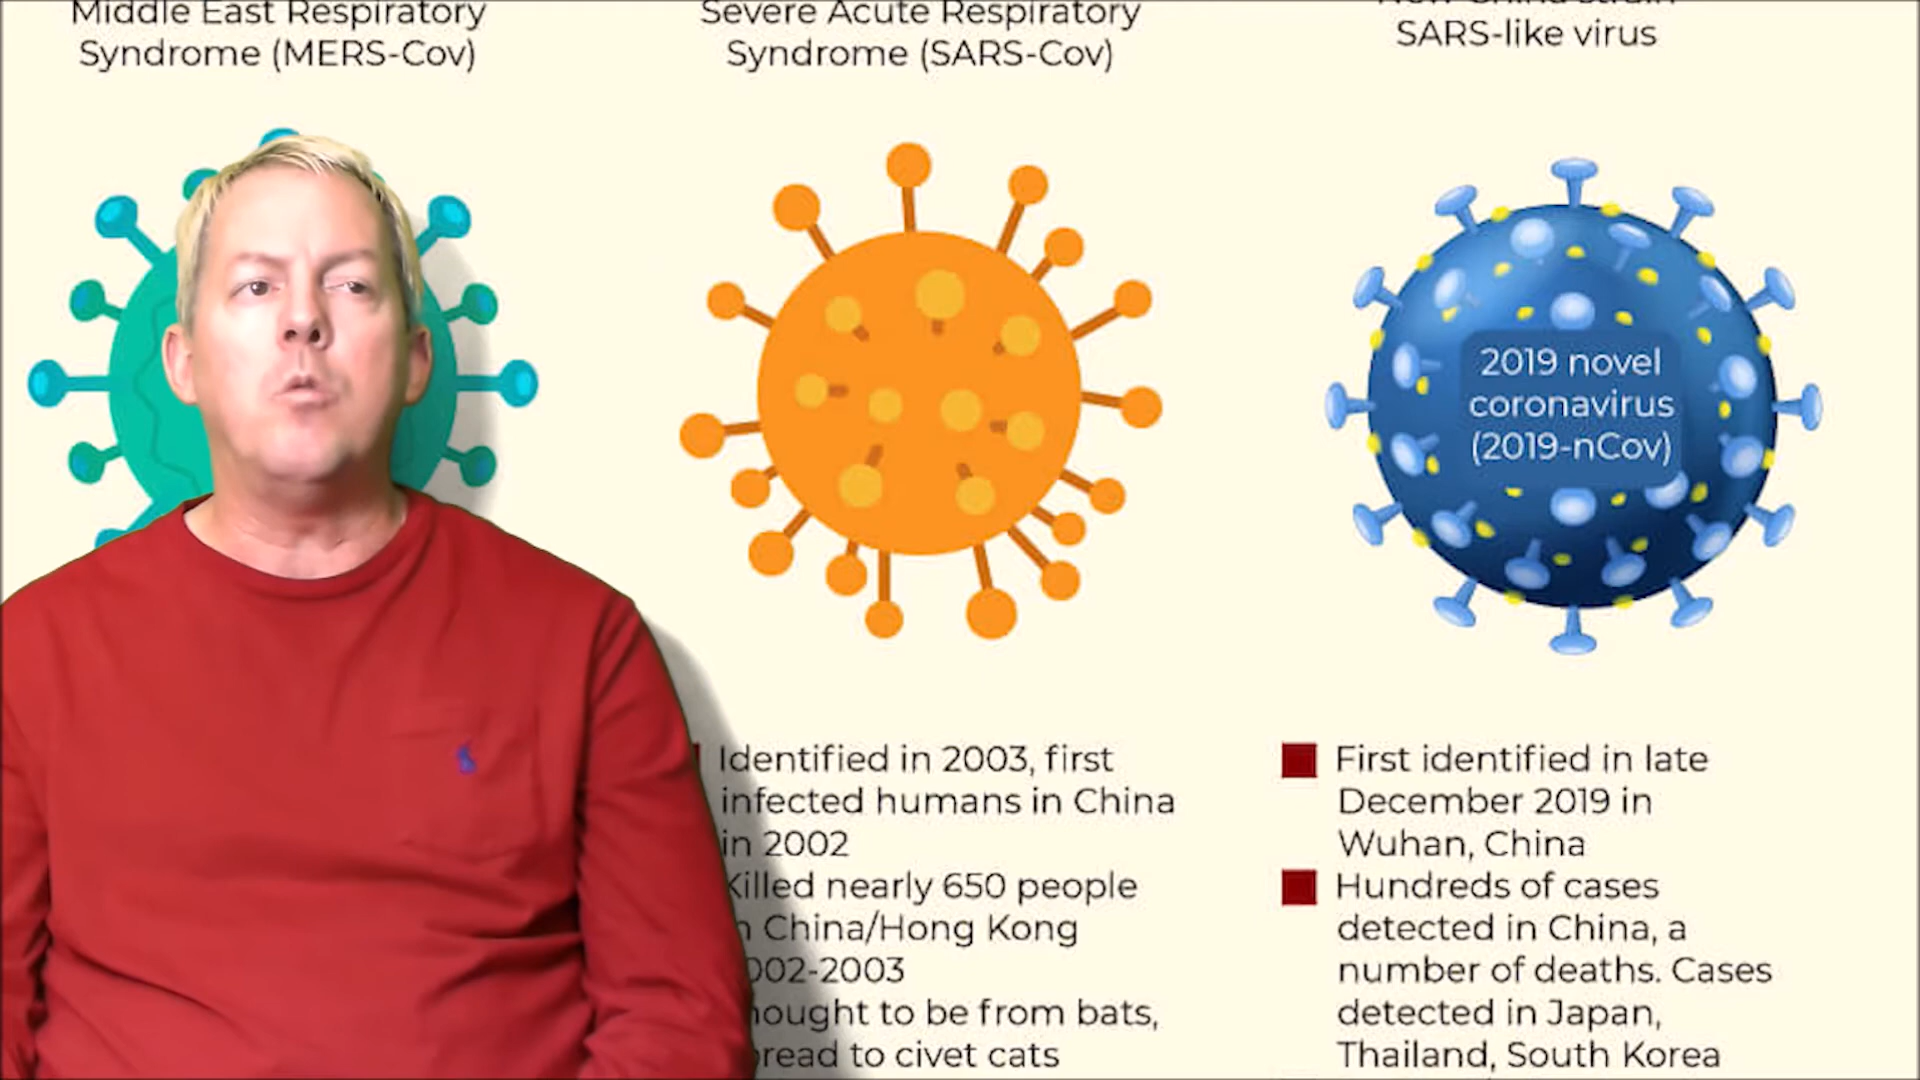 Middle East Respiratory
Syndrome (MERS-Cov)
Severe Acute Respiratory
Syndrome (SARS-Cov)
SARS-like virus
2019 novel
coronavirus
(2019-nCov)
Identified in 2003, first
infected humans in China
in 2002
Killed nearly 650 people
China/Hong Kong
002-2003
hought to be from bats,
pread to civet cats
First identified in late
December 2019 in
Wuhan, China
Hundreds of cases
detected in China, a
number of deaths. Cases
detected in Japan,
Thailand, South Korea